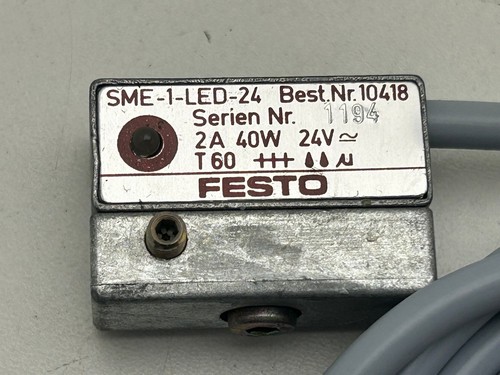 SME-1-LED-24 Best.Nr.10418
Serien Nr. 1194
2A 40W 24V≂
T60
FESTO